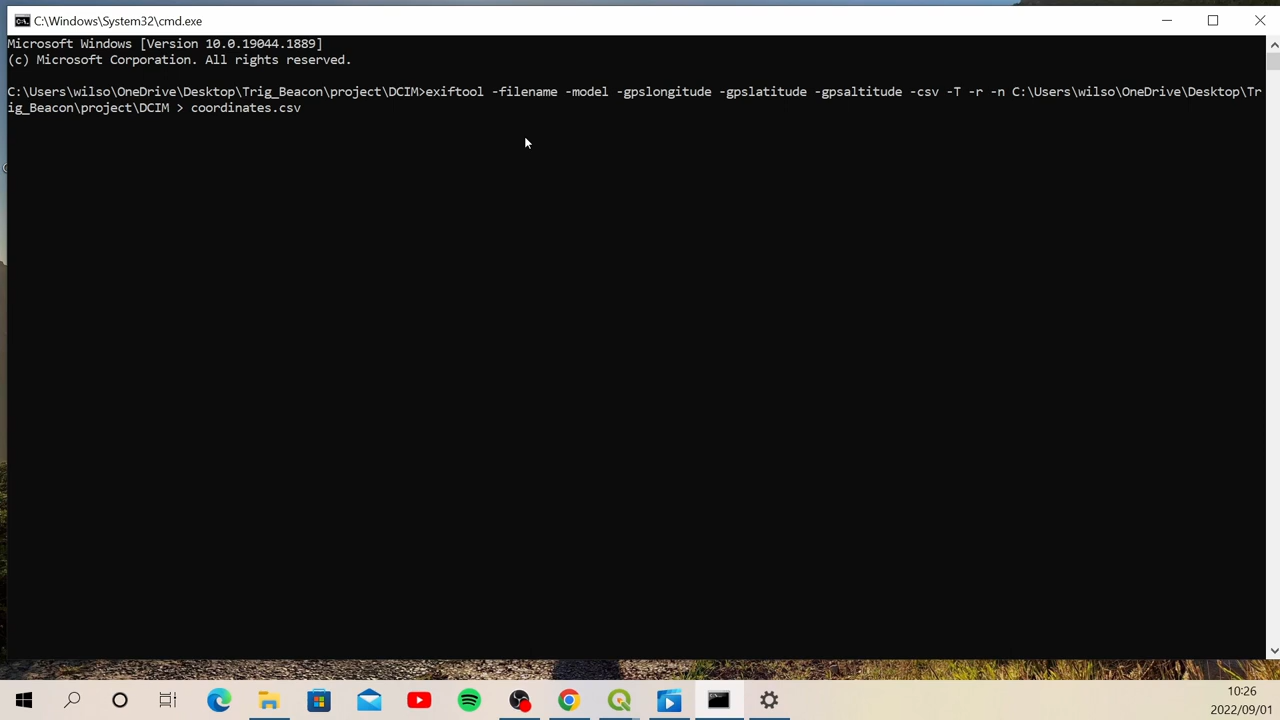 C:\Windows\System32\cmd.exe
Microsoft Windows [Version 10.0.19044.1889]
(c) Microsoft Corporation. All rights reserved.
C:\Users\wilso\OneDrive\Desktop\Trig_Beacon\project\DCIM>exiftool -filename -model -gpslongitude -gpslatitude -gpsaltitude -csv -T -r -n C:\Users\wilso\OneDrive\Desktop\Tr
ig_Beacon\project\DCIM > coordinates.csv
10:26
2022/09/01